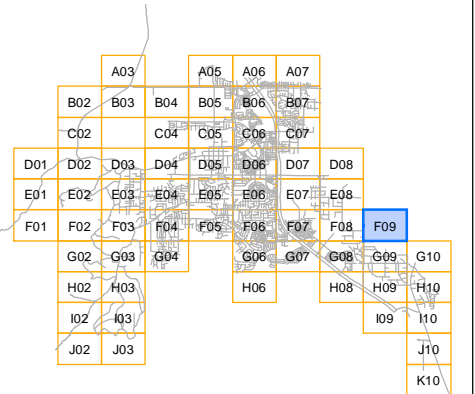 A03 A05 A06 A07
B02 B03 B04 B05 B06 B07
C02 C04 C05 C06 C07
D01 D02 D03 D04 D05 D06 D07 D08
E01 E02 E03 E04 E05 E06 E07 E08
F01 F02 F03 F04 F05 F06 F07 F08 F09
G02 G03 G04 G06 G07 G08 G09 G10
H02 H03 H06 H08 H09 H10
I02 I03 I09 I10
J02 J03 J10
K10